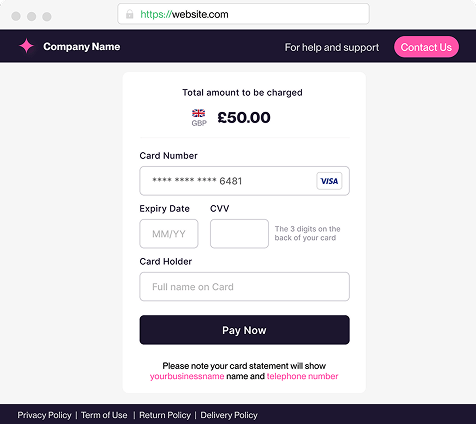 https://website.com
Company Name
For help and support
Contact Us
Total amount to be charged
GBP
£50.00
Card Number
**** **** **** 6481
VISA
Expiry Date
CVV
MM/YY
The 3 digits on the
back of your card
Card Holder
Full name on Card
Pay Now
Please note your card statement will show
yourbusinessname name and telephone number
Privacy Policy | Term of Use | Return Policy | Delivery Policy